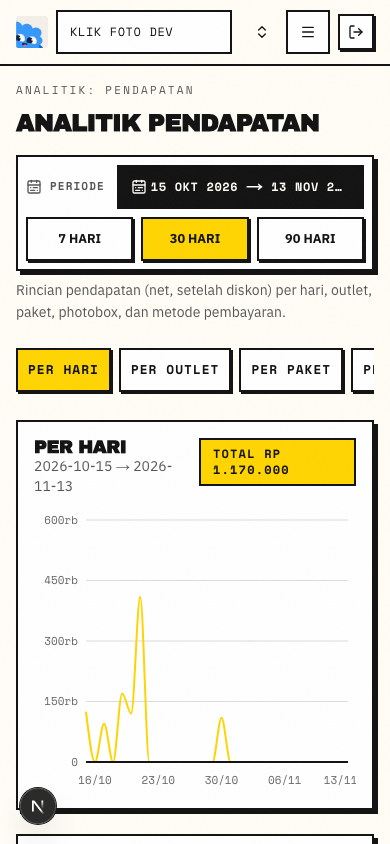 KLIK FOTO DEV
ANALITIK: PENDAPATAN
ANALITIK PENDAPATAN
PERIODE
15 OKT 2026 → 13 NOV 2…
7 HARI
30 HARI
90 HARI
Rincian pendapatan (net, setelah diskon) per hari, outlet,
paket, photobox, dan metode pembayaran.
PER HARI
PER OUTLET
PER PAKET
PER HARI
2026-10-15 → 2026-
11-13
TOTAL RP
1.170.000
600rb
450rb
300rb
150rb
0
16/10
23/10
30/10
06/11
13/11
N